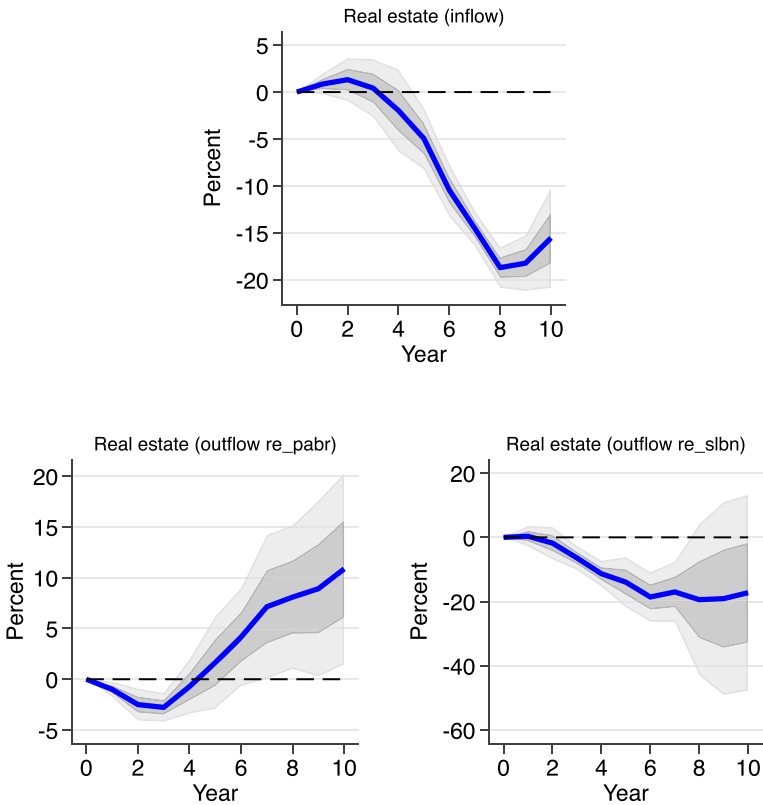 Real estate (inflow)
Percent
5
0
-5
-10
-15
-20
0 2 4 6 8 10
Year
Real estate (outflow re_pabr)
Percent
20
15
10
5
0
-5
0 2 4 6 8 10
Year
Real estate (outflow re_slbn)
Percent
20
0
-20
-40
-60
0 2 4 6 8 10
Year